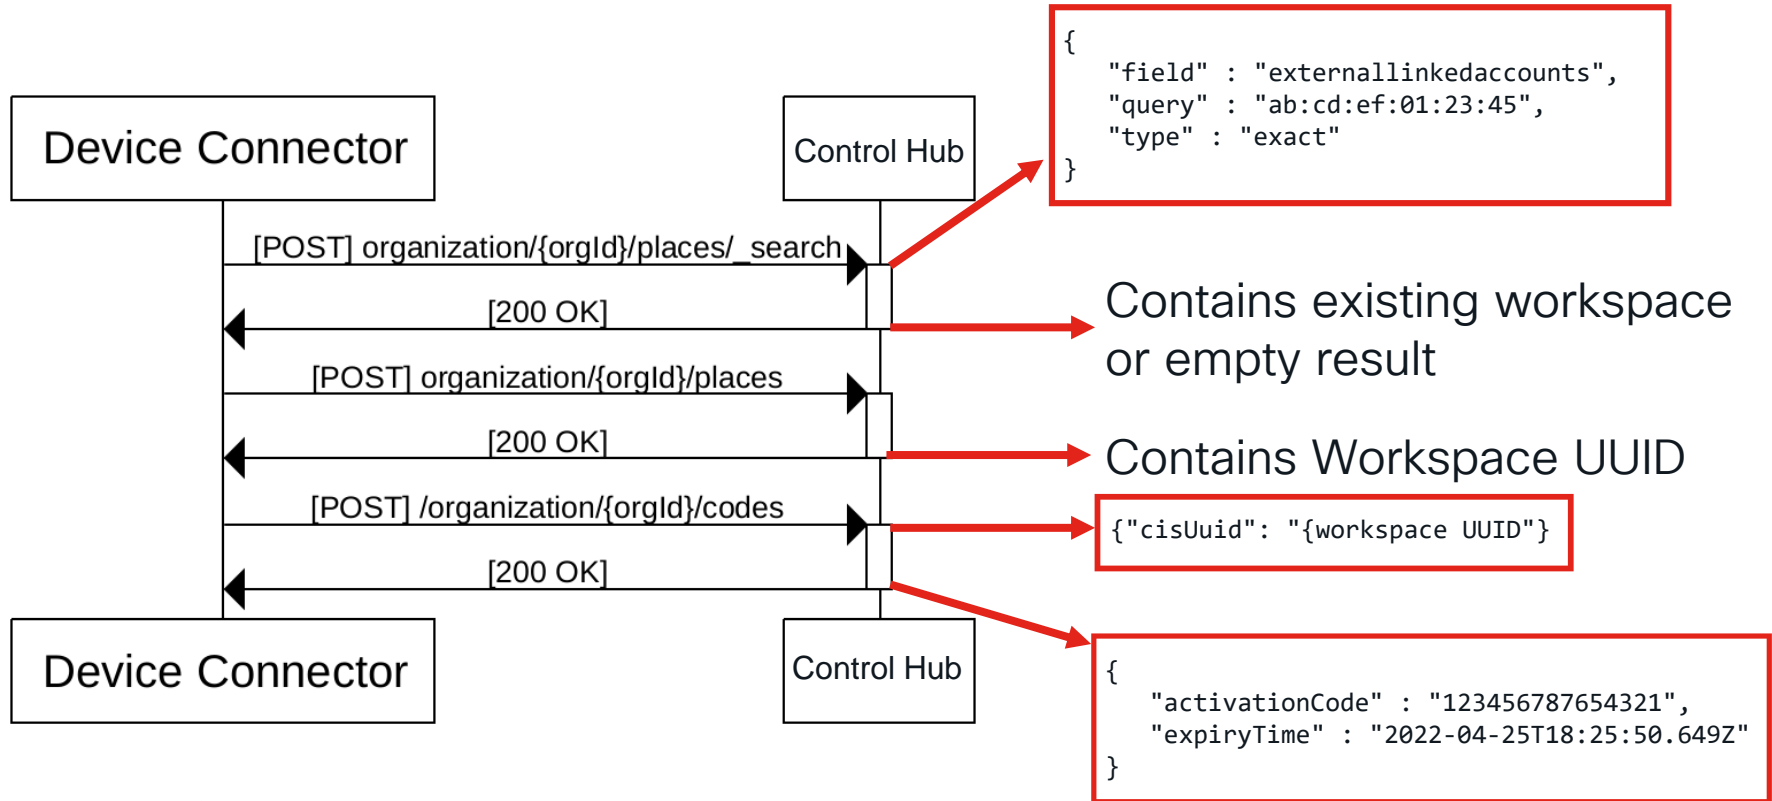 {
"field" : "externallinkedaccounts",
"query" : "ab:cd:ef:01:23:45",
"type" : "exact"
}
Device Connector
Control Hub
[POST] organization/{orgId}/places/_search
[200 OK]
Contains existing workspace
or empty result
[POST] organization/{orgId}/places
[200 OK]
Contains Workspace UUID
[POST] /organization/{orgId}/codes
{"cisUuid": "{workspace UUID"}
[200 OK]
Device Connector
Control Hub
{
"activationCode" : "123456787654321",
"expiryTime" : "2022-04-25T18:25:50.649Z"
}